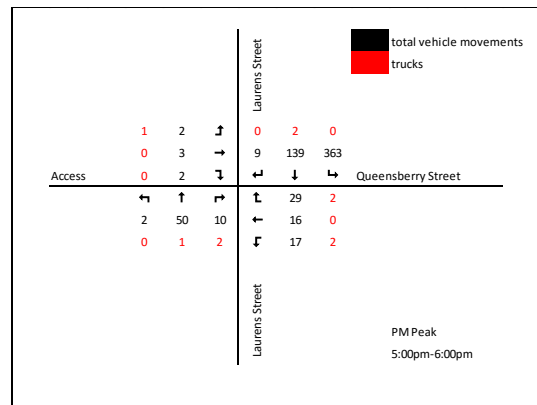 total vehicle movements
trucks
Laurens Street
1 2 0 2 0
0 3 9 139 363
Access 0 2 Queensberry Street
29 2
2 50 10 16 0
0 1 2 17 2
Laurens Street
PM Peak
5:00pm-6:00pm